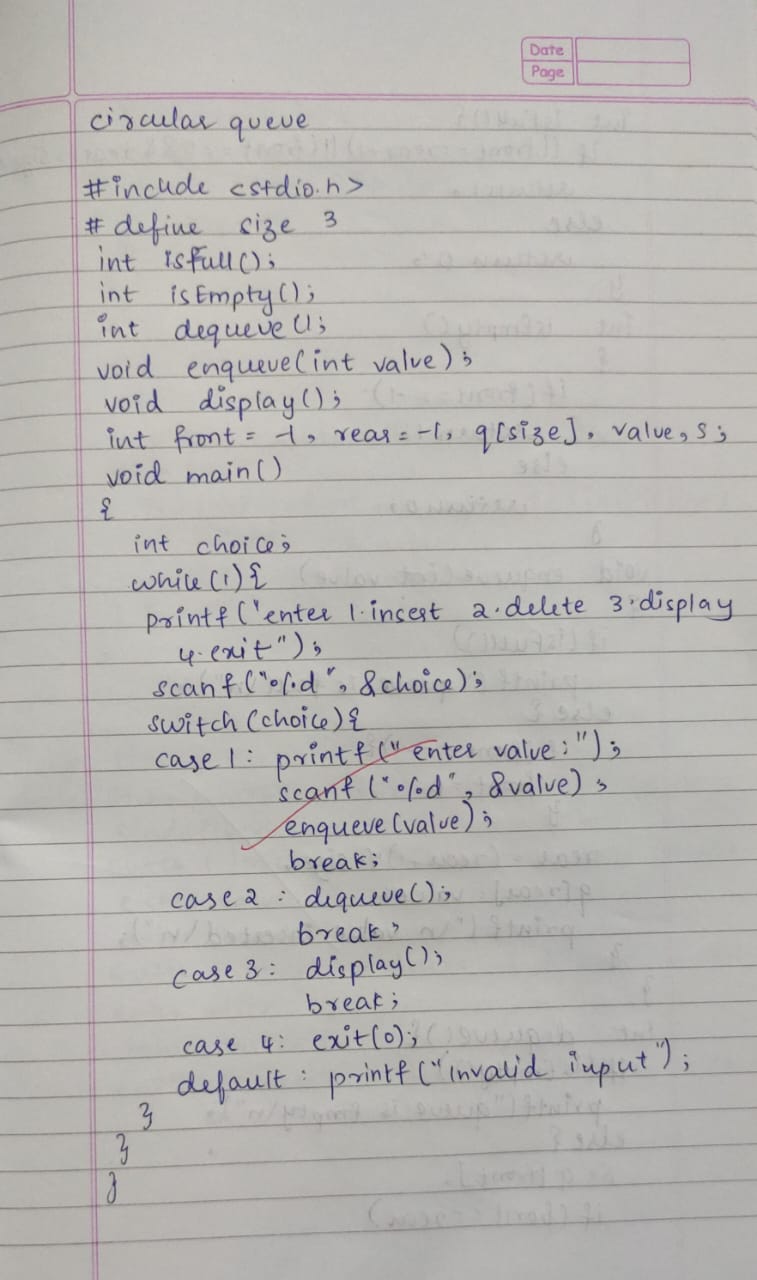 Date
Page
circular queue
#include <stdio.h>
# define size 3
int isfull();
int isEmpty();
int dequeue();
void enqueue(int value);
void display();
int front = -1, rear = -1, q[size], value, s;
void main()
{
int choice;
while(1){
printf("enter 1.insert 2.delete 3.display
4.exit");
scanf("%d", &choice);
switch(choice){
case 1: printf("enter value:");
scanf("%d", &value);
enqueue(value);
break;
case 2: dequeue();
break;
case 3: display();
break;
case 4: exit(0);
default: printf("invalid input");
}
}
}